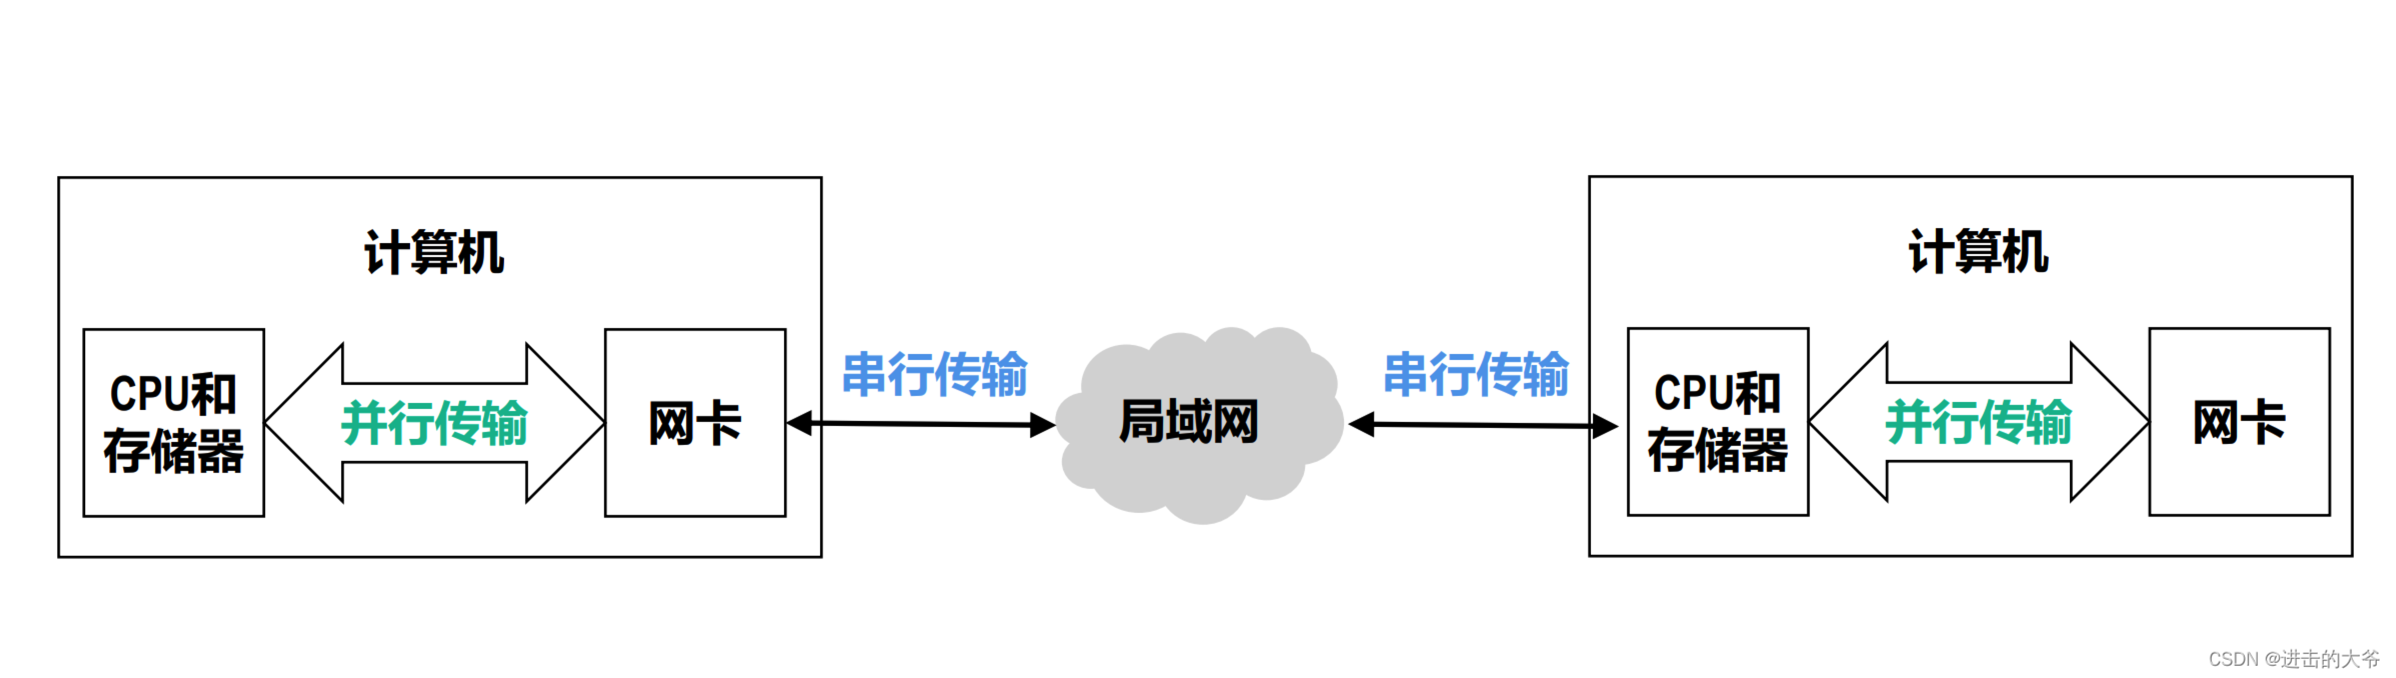 计算机
CPU和
存储器
并行传输
网卡
串行传输
局域网
串行传输
计算机
CPU和
存储器
并行传输
网卡
CSDN @进击的大爷